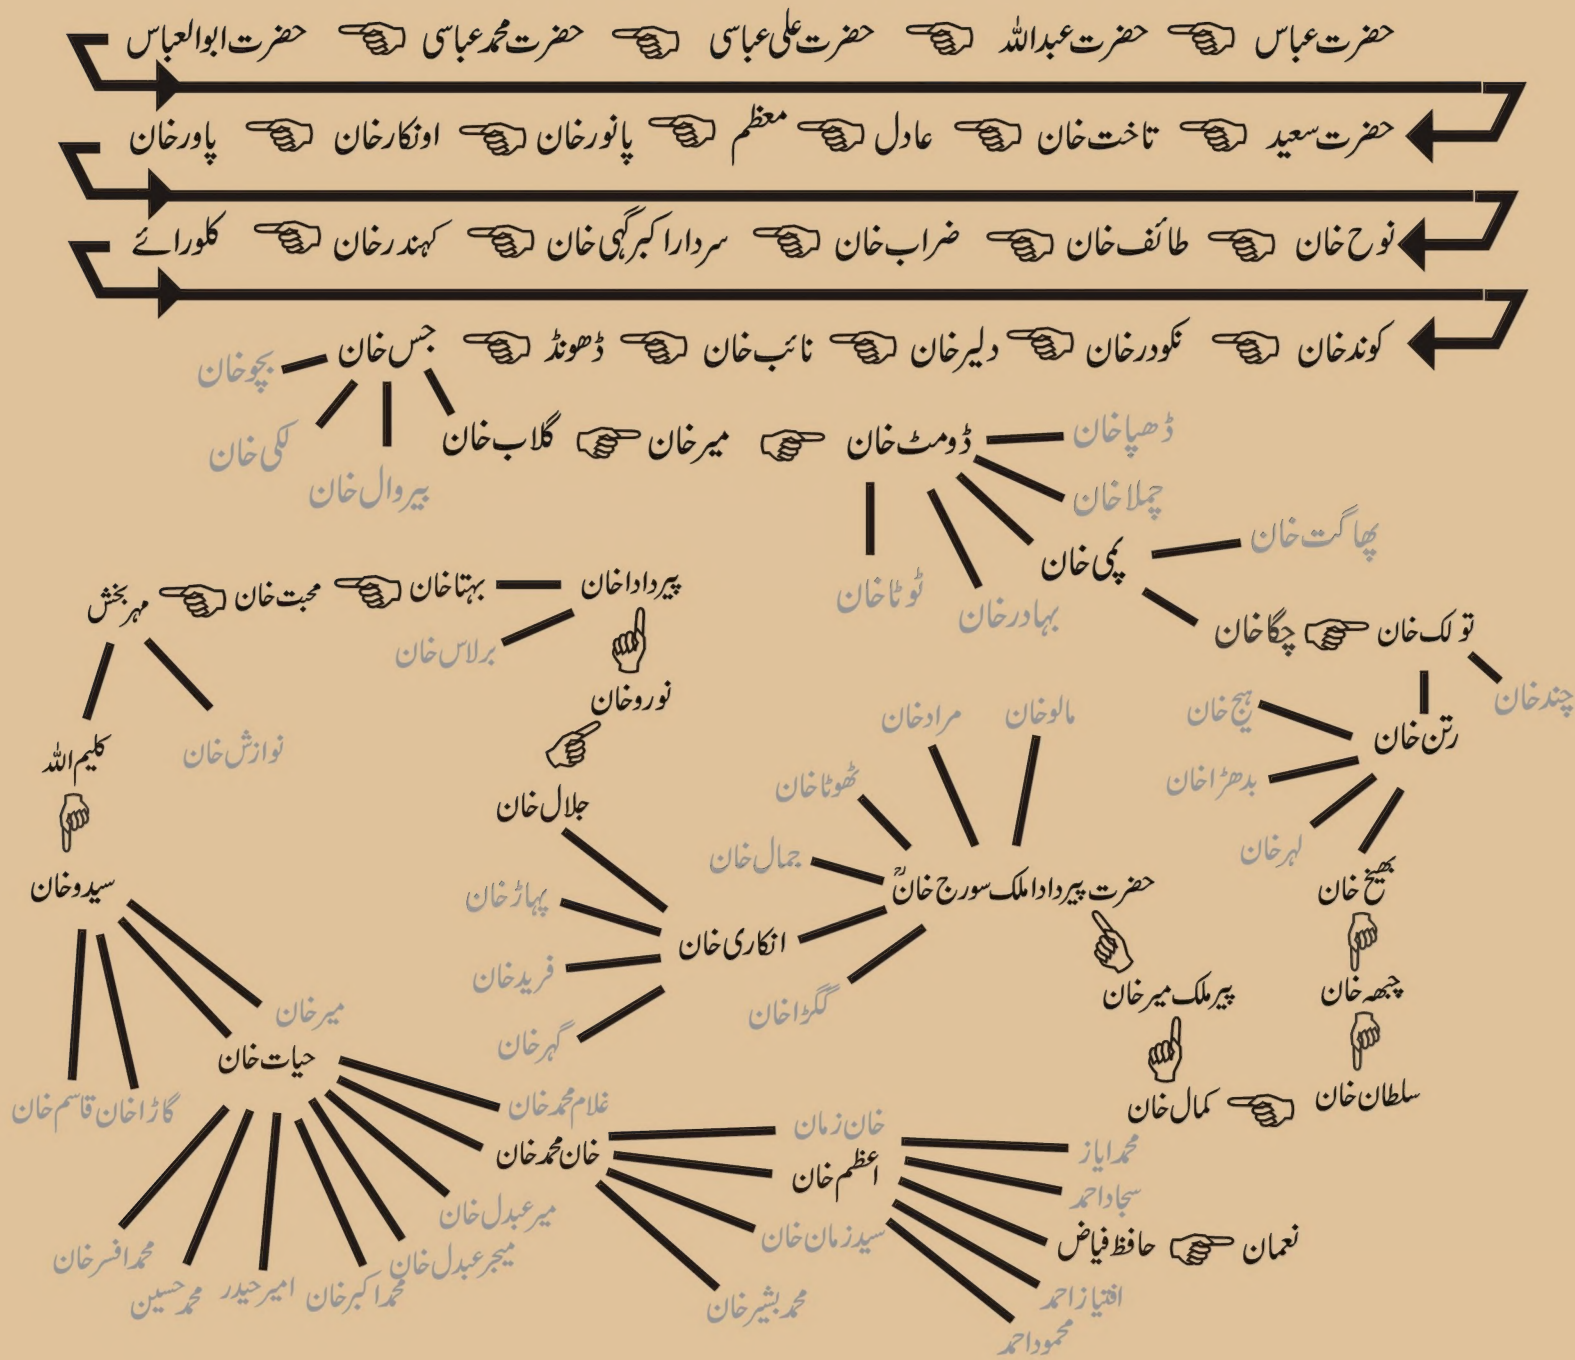 حضرت عباس حضرت عبداللہ حضرت علی عباسی حضرت محمد عباسی حضرت ابوالعباس
حضرت سعید تاخت خان عادل معظم پانور خان اونکار خان پاور خان
نوح خان طائف خان ضراب خان سردار اکبر گہی خان کہندر خان کلورائے
کوند خان نکودر خان دلیر خان نائب خان ڈھونڈ جس خان
بچو خان
لکی خان
بیروال خان
گلاب خان میر خان ڈومٹ خان
ڈھپا خان
چملا خان
پمی خان
بہادر خان
ٹوٹا خان
پھاگت خان
چگا خان تولک خان
چند خان
رتن خان
ہیج خان
بدھڑا خان
لہر خان
بھیخ خان
چبھہ خان
سلطان خان کمال خان
پیر ملک میر خان
حضرت پیر دادا ملک سورج خانؒ
مالو خان
مراد خان
ٹھوٹا خان
جمال خان
انکاری خان
گگڑا خان
جلال خان
پہاڑ خان
فرید خان
گہر خان
نورو خان
پیر دادا خان
بہتا خان محبت خان مہر بخش
برلاس خان
نوازش خان
کلیم اللہ
سیدو خان
میر خان
حیات خان
گاڑا خان قاسم خان
غلام محمد خان
خان محمد خان
میر عبدل خان
میجر عبدل خان
محمد اکبر خان
امیر حیدر
محمد حسین
محمد افسر خان
خان زمان
اعظم خان
سید زمان خان
محمد بشیر خان
محمد ایاز
سجاد احمد
حافظ فیاض نعمان
افتیاز احمد
محمود احمد